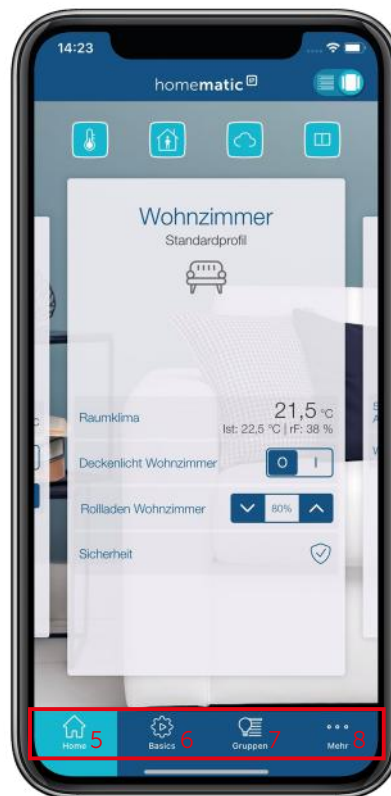 14:23
homematic IP
Wohnzimmer
Standardprofil
Raumklima 21,5 °C
Ist: 22,5 °C | rF: 38 %
Deckenlicht Wohnzimmer O I
Rollladen Wohnzimmer 80%
Sicherheit
Home 5 Basics 6 Gruppen 7 Mehr 8